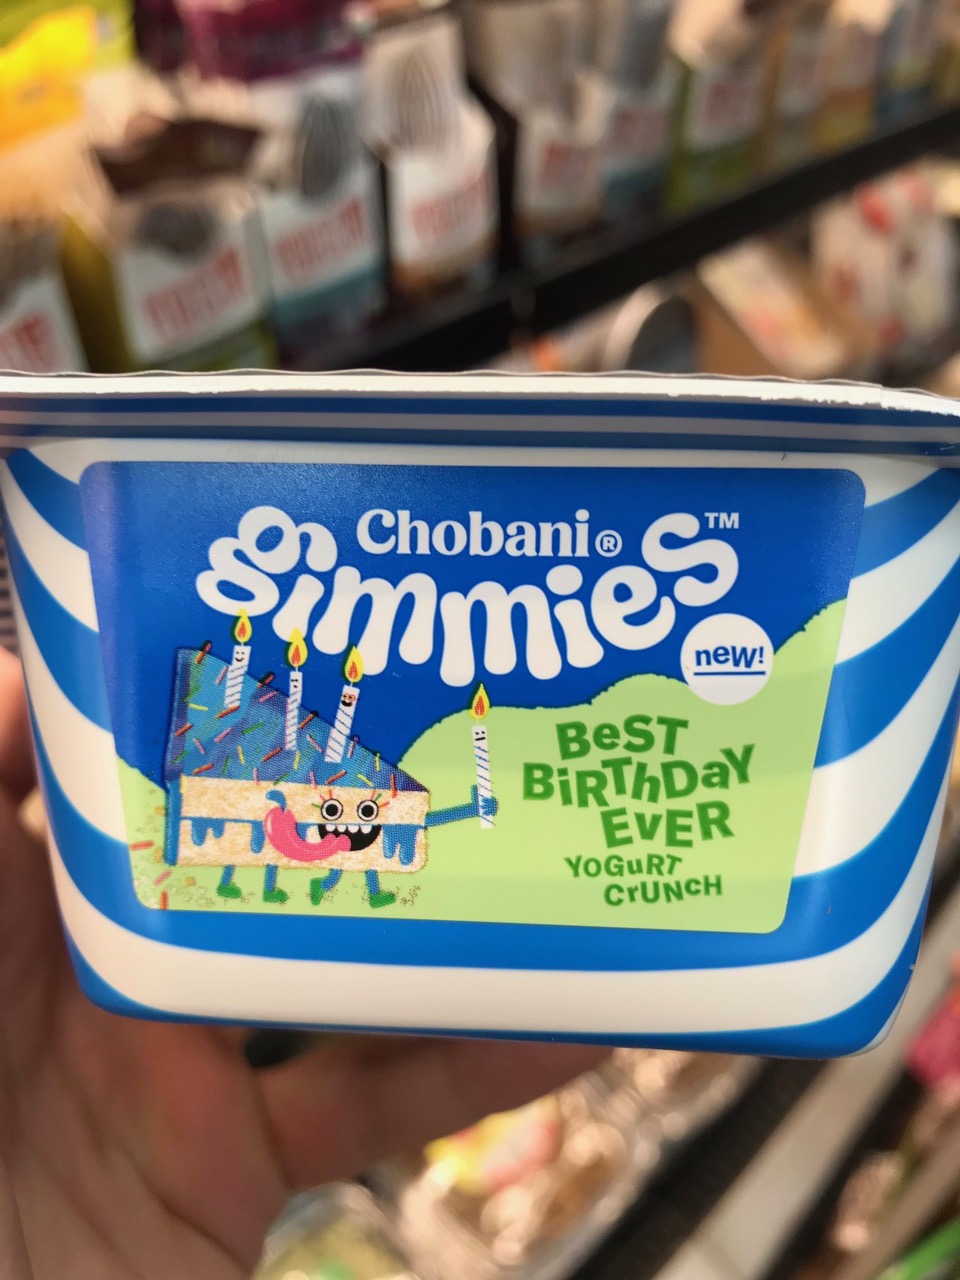 Chobani®
gimmies™
new!
BeST
BiRThDaY
EvER
YoGuRT
CrUNcH